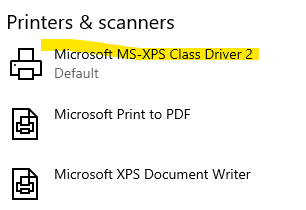 Printers & scanners
Microsoft MS-XPS Class Driver 2
Default
Microsoft Print to PDF
Microsoft XPS Document Writer